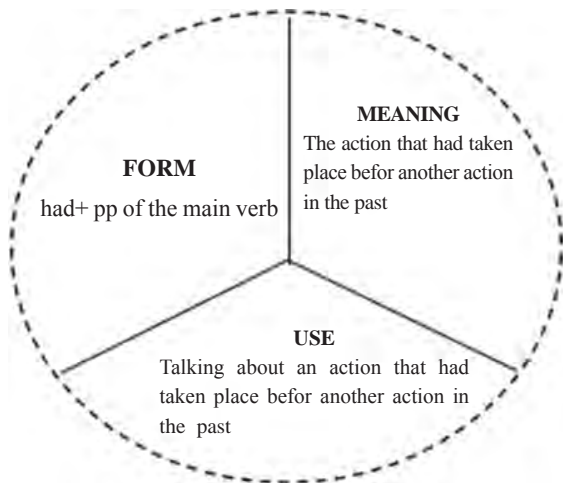 FORM
had+ pp of the main verb
MEANING
The action that had taken
place befor another action
in the past
USE
Talking about an action that had
taken place befor another action in
the past